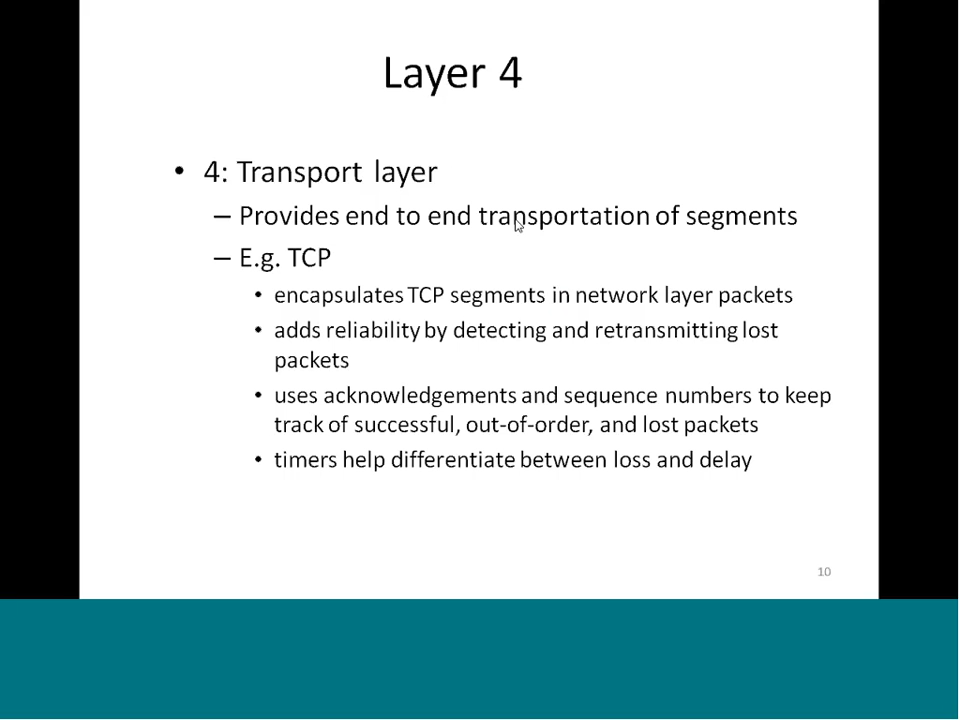 Layer 4
• 4: Transport layer
– Provides end to end transportation of segments
– E.g. TCP
• encapsulates TCP segments in network layer packets
• adds reliability by detecting and retransmitting lost
packets
• uses acknowledgements and sequence numbers to keep
track of successful, out-of-order, and lost packets
• timers help differentiate between loss and delay
10